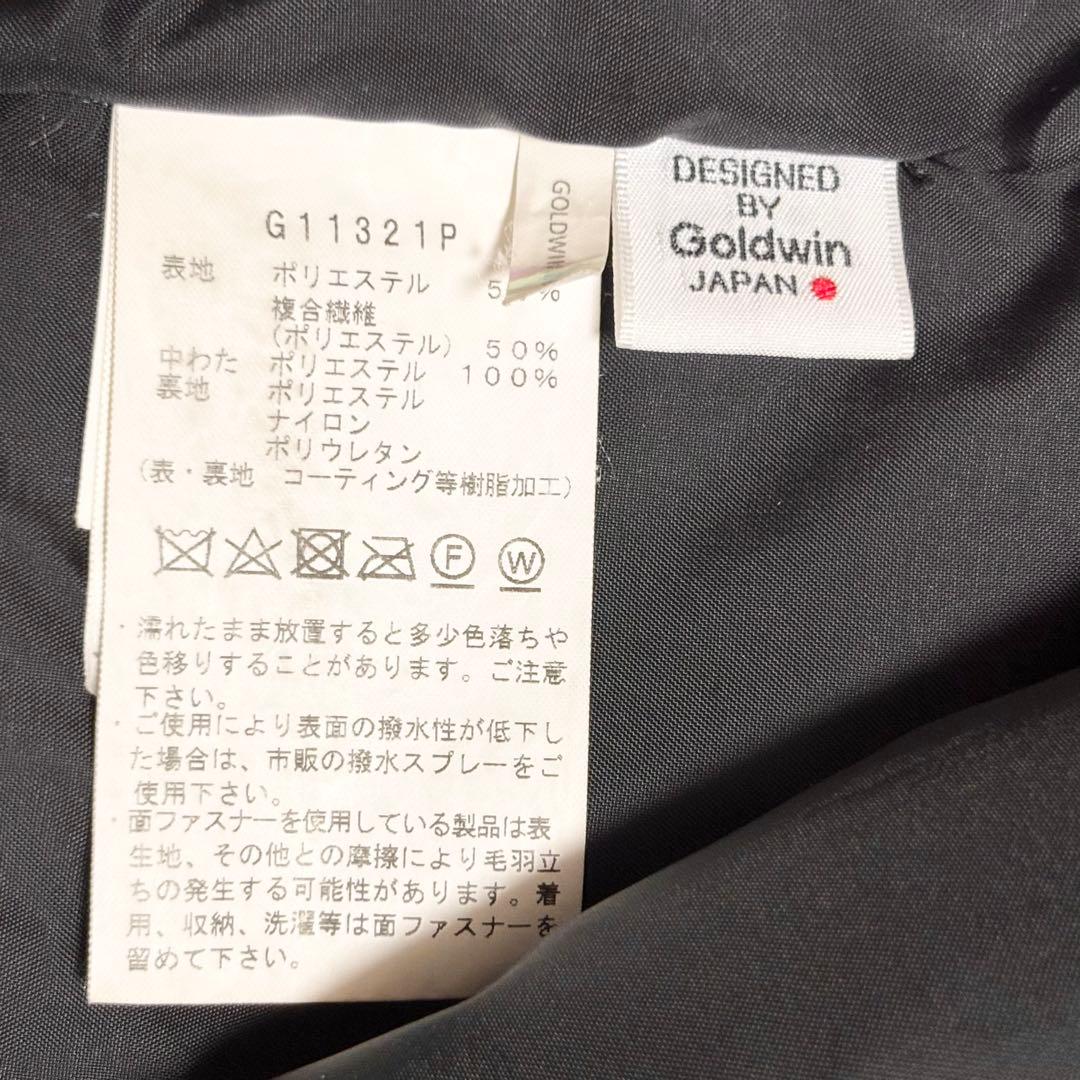 G11321P
表地 ポリエステル %
複合繊維
(ポリエステル) 50%
中わた ポリエステル 100%
裏地 ポリエステル
ナイロン
ポリウレタン
(表・裏地 コーティング等樹脂加工)
F W
・濡れたまま放置すると多少色落ちや
色移りすることがあります。ご注意
下さい。
・ご使用により表面の撥水性が低下し
た場合は、市販の撥水スプレーをご
使用下さい。
・面ファスナーを使用している製品は表
生地、その他との摩擦により毛羽立
ちの発生する可能性があります。着
用、収納、洗濯等は面ファスナーを
留めて下さい。
GOLDWIN
DESIGNED
BY
Goldwin
JAPAN